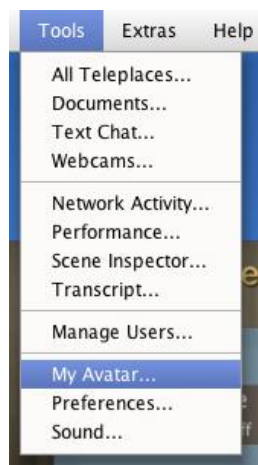 Tools Extras Help
All Teleplaces...
Documents...
Text Chat...
Webcams...
Network Activity...
Performance...
Scene Inspector...
Transcript...
Manage Users...
My Avatar...
Preferences...
Sound...